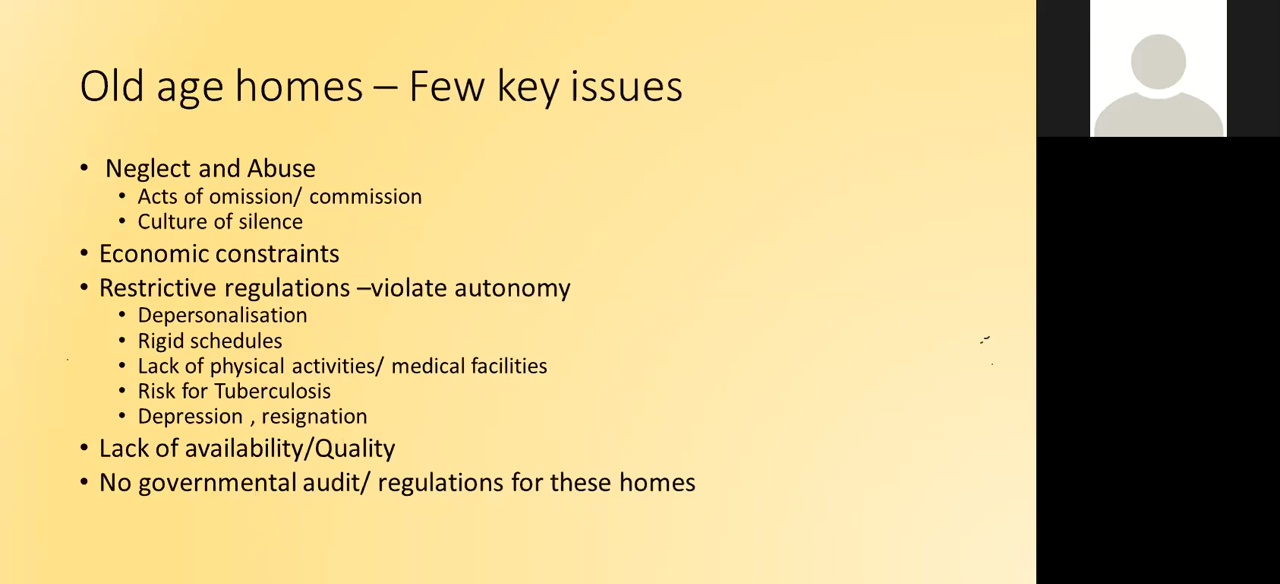 Old age homes – Few key issues
• Neglect and Abuse
• Acts of omission/ commission
• Culture of silence
• Economic constraints
• Restrictive regulations –violate autonomy
• Depersonalisation
• Rigid schedules
• Lack of physical activities/ medical facilities
• Risk for Tuberculosis
• Depression , resignation
• Lack of availability/Quality
• No governmental audit/ regulations for these homes